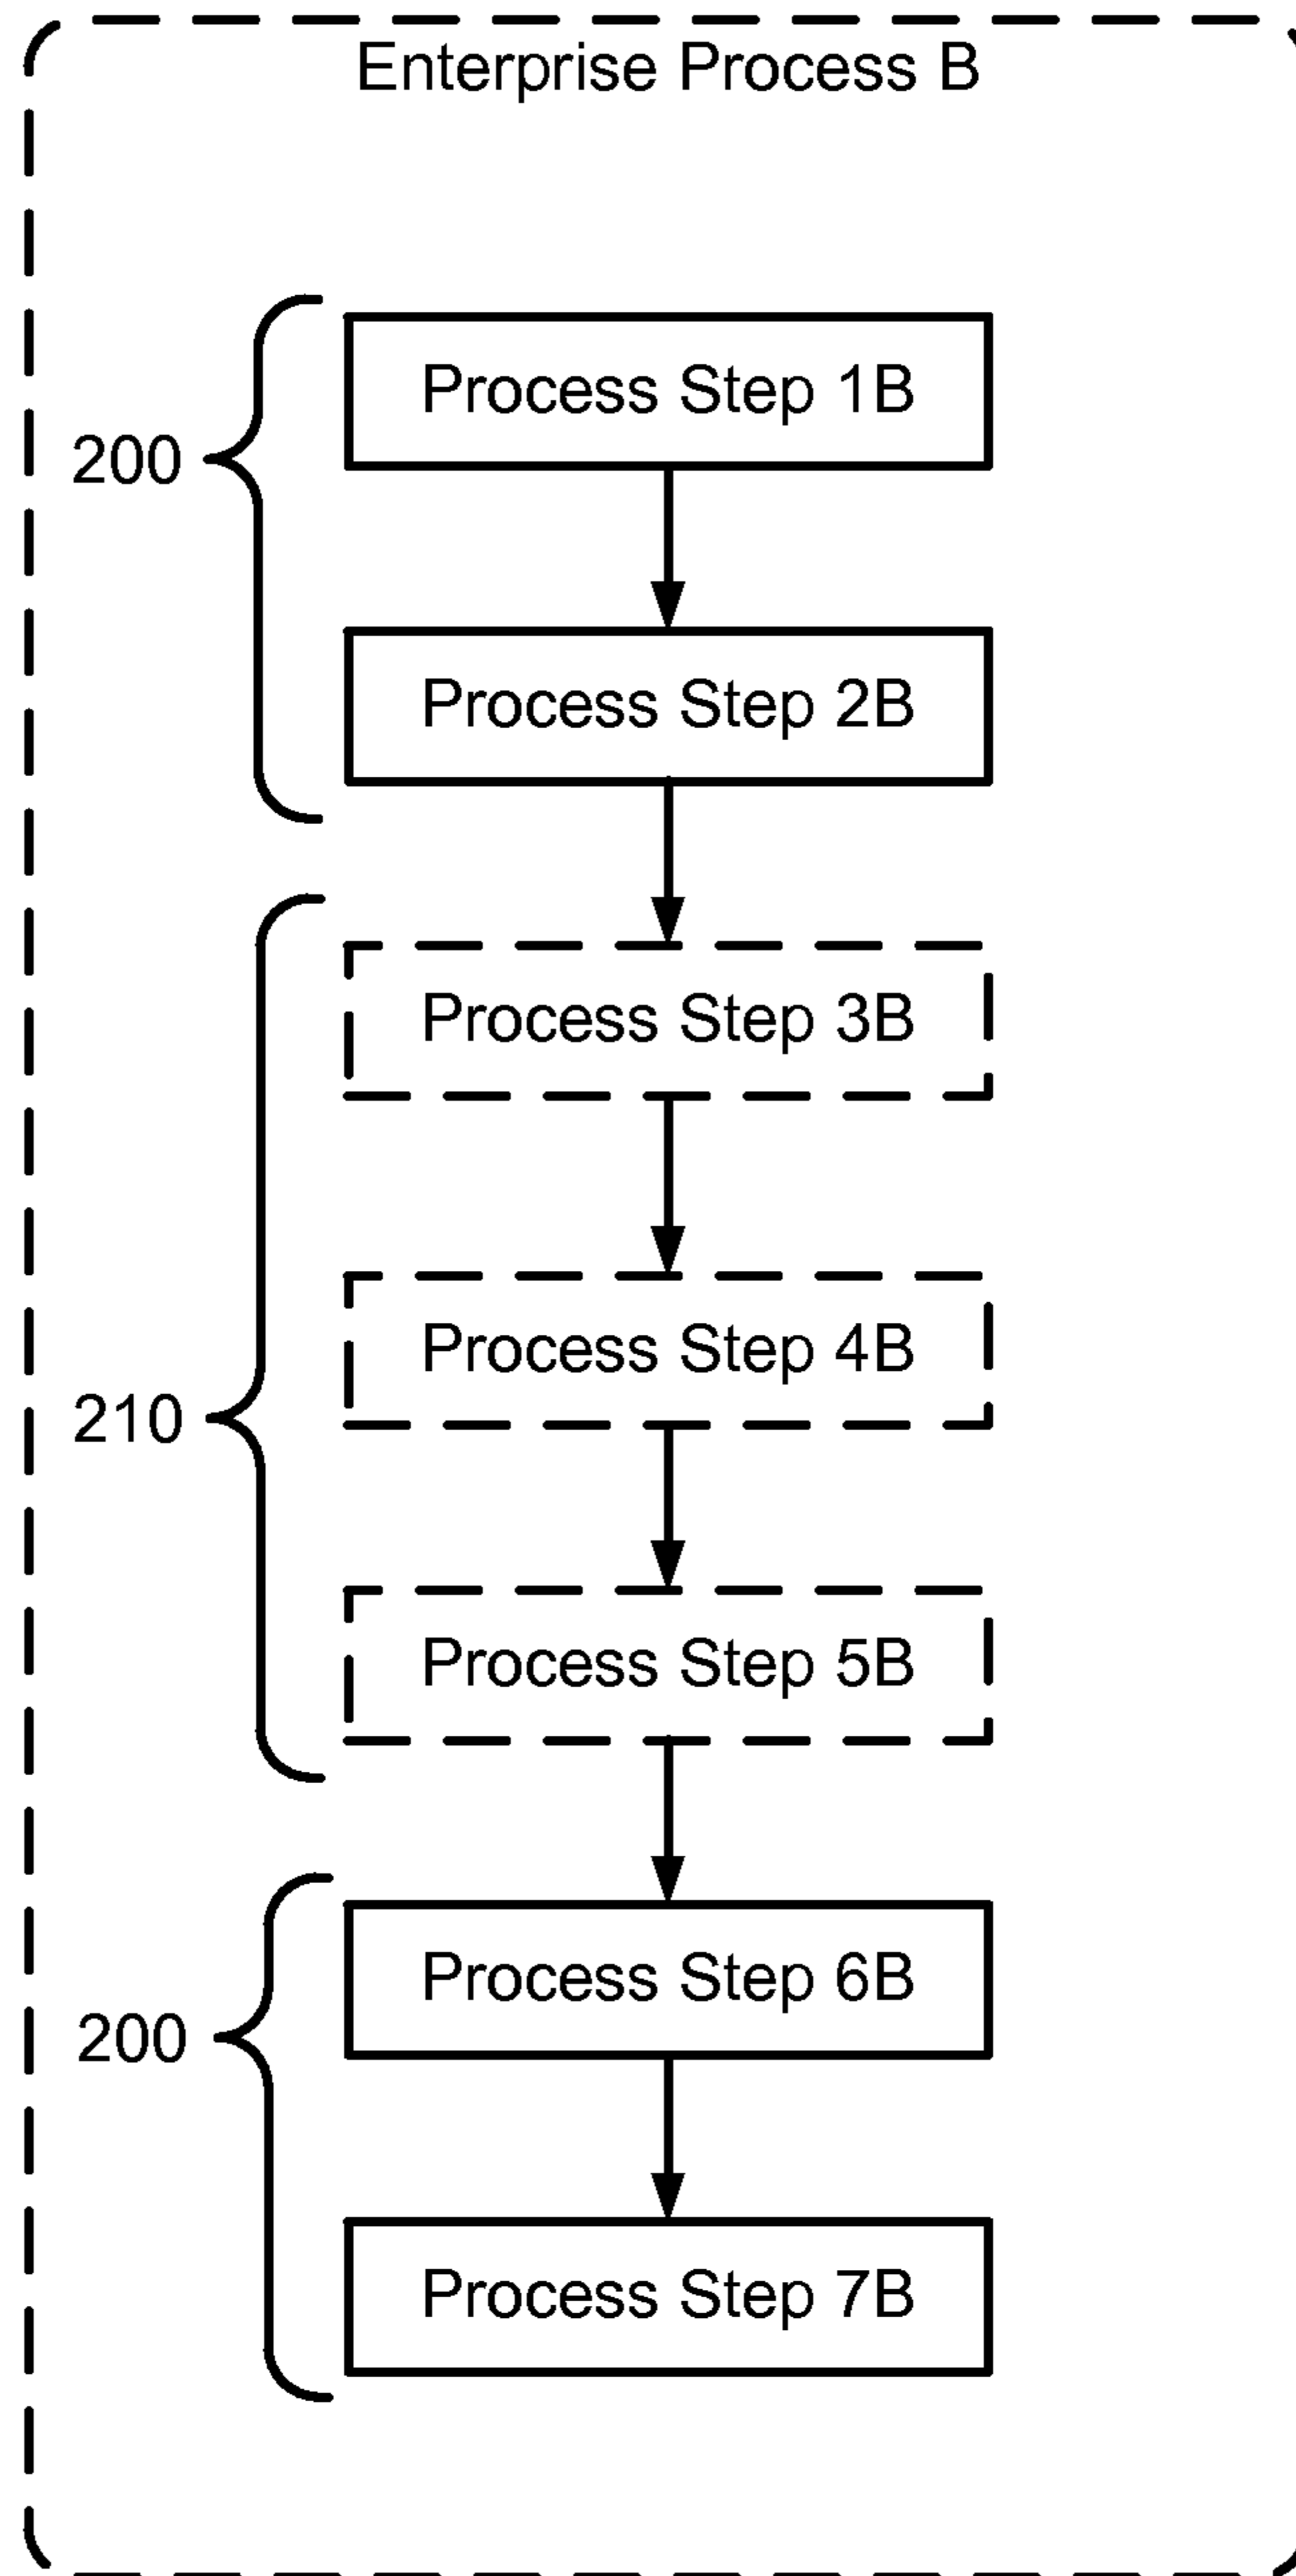 Enterprise Process B
Process Step 1B
200
Process Step 2B
Process Step 3B
Process Step 4B
210
Process Step 5B
Process Step 6B
200
Process Step 7B